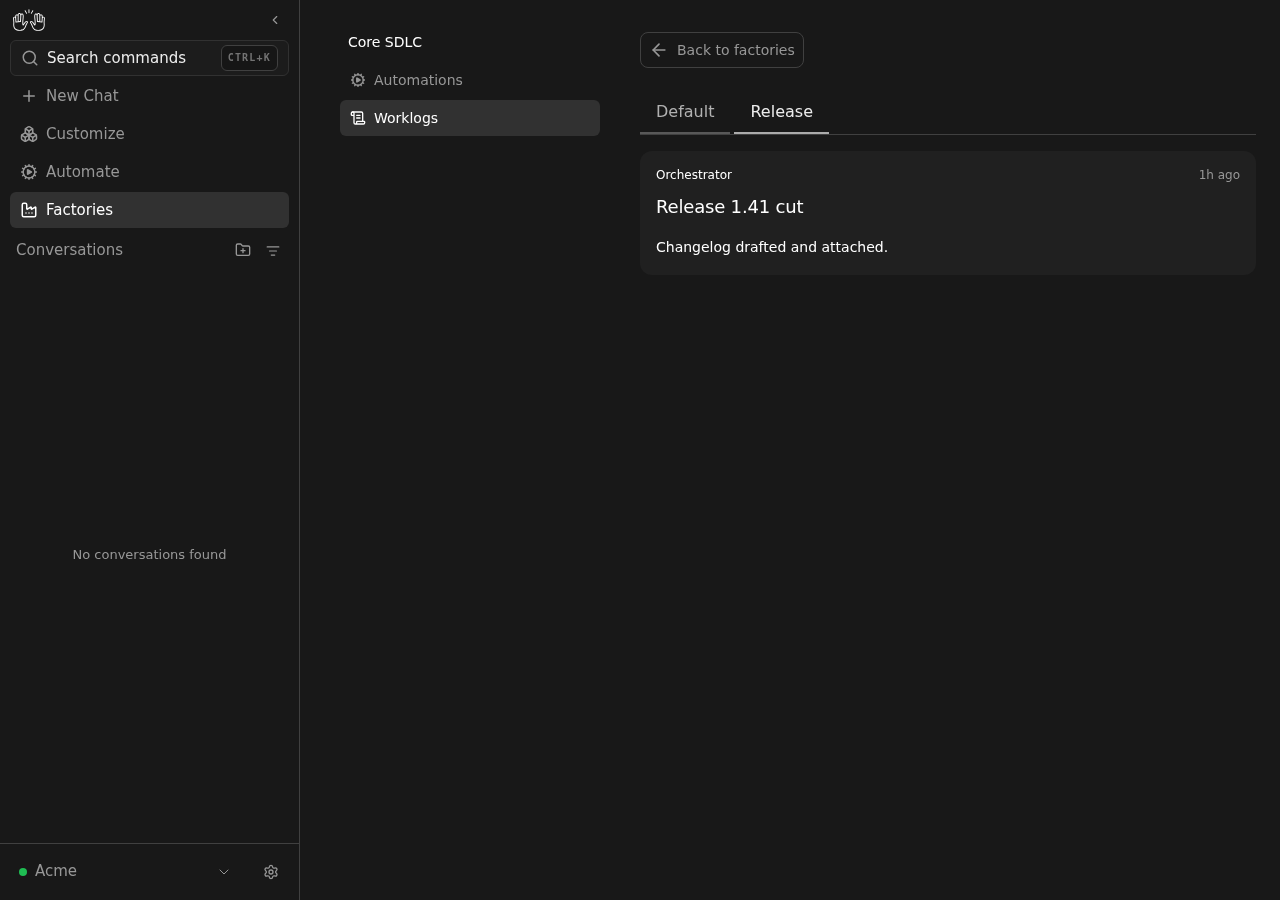 Search commands CTRL+K
New Chat
Customize
Automate
Factories
Conversations
No conversations found
Acme
Core SDLC
Automations
Worklogs
Back to factories
Default Release
Orchestrator 1h ago
Release 1.41 cut
Changelog drafted and attached.